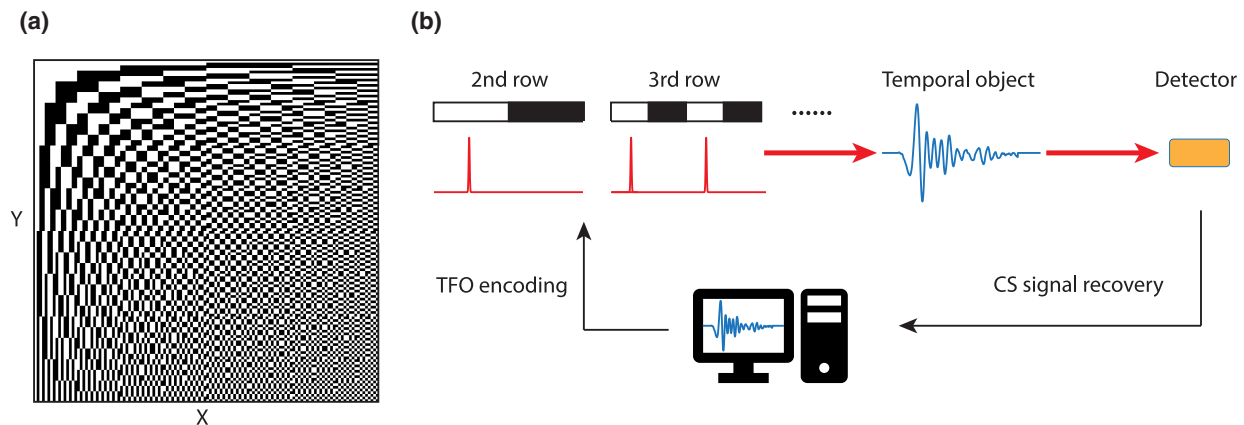 (a)
Y
X
(b)
2nd row
3rd row
......
Temporal object
Detector
TFO encoding
CS signal recovery